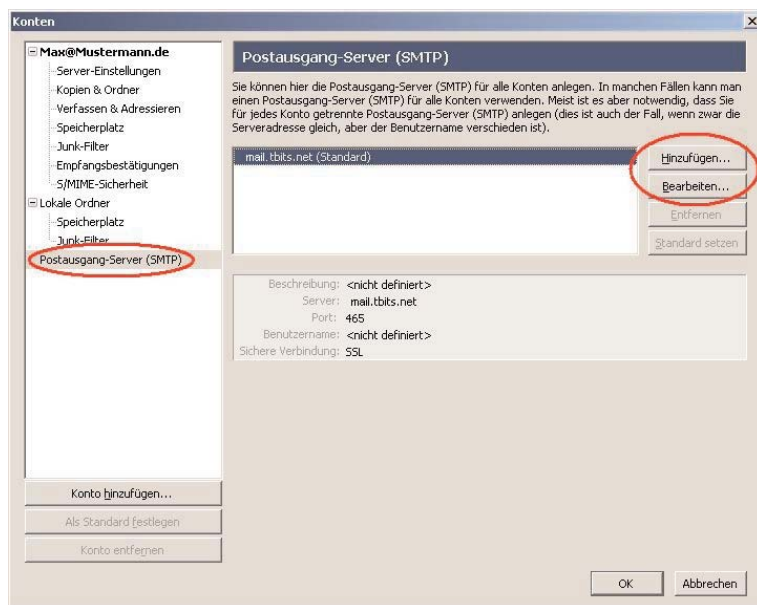 Konten
Max@Mustermann.de
Server-Einstellungen
Kopien & Ordner
Verfassen & Adressieren
Speicherplatz
Junk-Filter
Empfangsbestätigungen
S/MIME-Sicherheit
Lokale Ordner
Speicherplatz
Junk-Filter
Postausgang-Server (SMTP)
Konto hinzufügen...
Als Standard festlegen
Konto entfernen
Postausgang-Server (SMTP)
Sie können hier die Postausgang-Server (SMTP) für alle Konten anlegen. In manchen Fällen kann man
einen Postausgang-Server (SMTP) für alle Konten verwenden. Meist ist es aber notwendig, dass Sie
für jedes Konto getrennte Postausgang-Server (SMTP) anlegen (dies ist auch der Fall, wenn zwar die
Serveradresse gleich, aber der Benutzername verschieden ist).
mail.tbits.net (Standard)
Hinzufügen...
Bearbeiten...
Entfernen
Standard setzen
Beschreibung: <nicht definiert>
Server: mail.tbits.net
Port: 465
Benutzername: <nicht definiert>
Sichere Verbindung: SSL
OK
Abbrechen